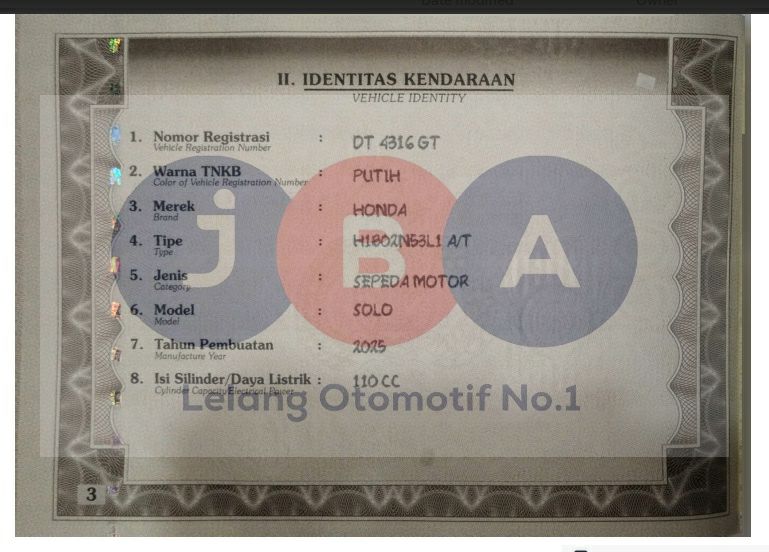 Date modified Owner
II. IDENTITAS KENDARAAN
VEHICLE IDENTITY
1. Nomor Registrasi : DT 4316 GT
Vehicle Registration Number
2. Warna TNKB : PUTIH
Color of Vehicle Registration Number
3. Merek : HONDA
Brand
4. Tipe : H1B02N53L1 A/T
Type
5. Jenis : SEPEDA MOTOR
Category
6. Model : SOLO
Model
7. Tahun Pembuatan : 2025
Manufacture Year
8. Isi Silinder/Daya Listrik : 110 CC
Cylinder Capacity/Electrical Power
JBA
Lelang Otomotif No.1
3